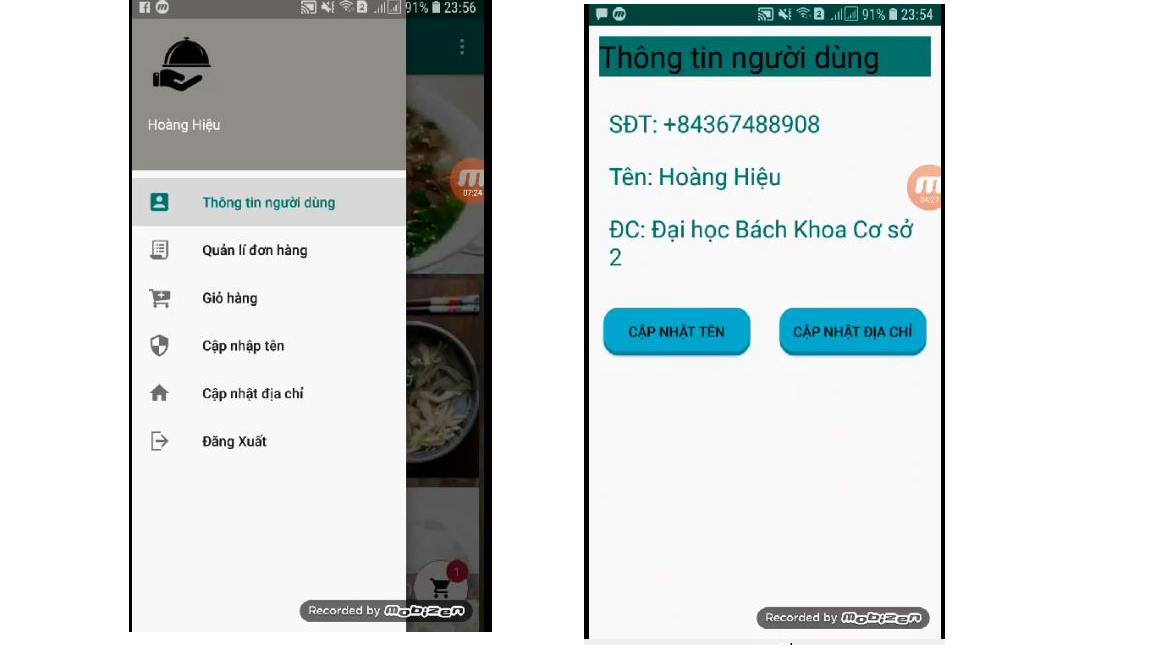 91% 23:56
Hoàng Hiệu
07:24
Thông tin người dùng
Quản lí đơn hàng
Giỏ hàng
Cập nhập tên
Cập nhật địa chỉ
Đăng Xuất
1
Recorded by mobizen
2 91% 23:54
Thông tin người dùng
SĐT: +84367488908
Tên: Hoàng Hiệu
04:27
ĐC: Đại học Bách Khoa Cơ sở
2
CẬP NHẬT TÊN
CẬP NHẬT ĐỊA CHỈ
Recorded by mobizen